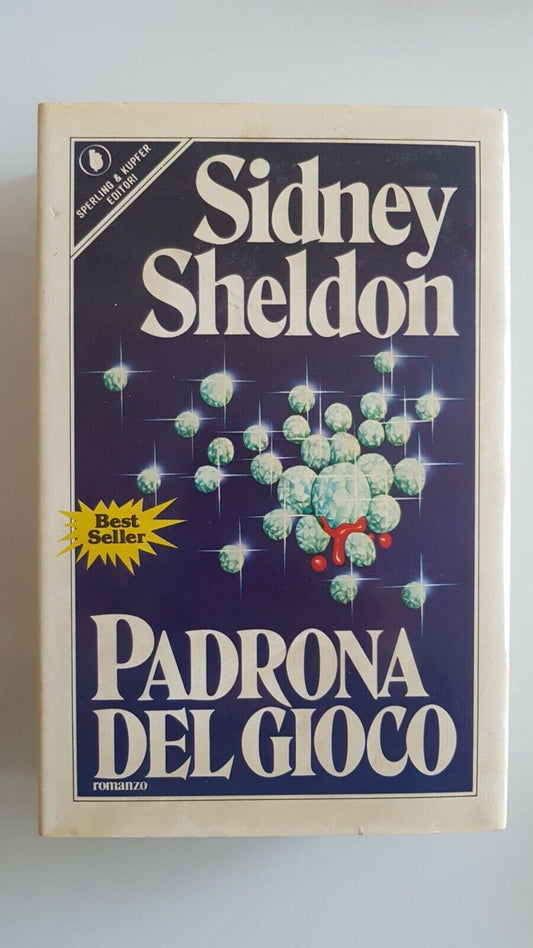 SPERLING & KUPFER
EDITORI
Sidney
Sheldon
Best
Seller
PADRONA
DEL GIOCO
romanzo